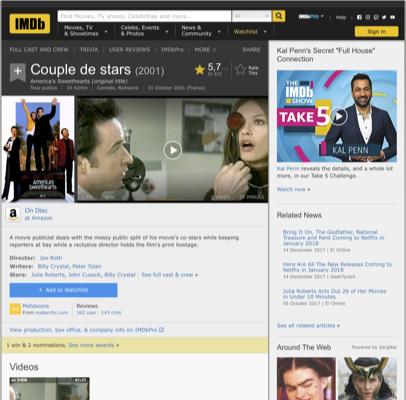 IMDb
Find Movies, TV shows, Celebrities and more...
All
IMDbPro
Help
Movies, TV & Showtimes
Celebs, Events & Photos
News & Community
Watchlist
Sign in
FULL CAST AND CREW | TRIVIA | USER REVIEWS | IMDbPro | MORE
SHARE
Couple de stars (2001)
America's Sweethearts (original title)
Tous publics | 1h 42min | Comedy, Romance | 31 October 2001 (France)
5,7
Rate This
America's Sweethearts
On Disc
at Amazon
A movie publicist deals with the messy public split of his movie's co-stars while keeping
reporters at bay while a reclusive director holds the film's print hostage.
Director: Joe Roth
Writers: Billy Crystal, Peter Tolan
Stars: Julia Roberts, John Cusack, Billy Crystal | See full cast & crew »
+ Add to Watchlist
Metascore
From metacritic.com
Reviews
342 user | 143 critic
View production, box office, & company info on IMDbPro
1 win & 2 nominations. See more awards »
Videos
Kal Penn's Secret "Full House"
Connection
THE IMDb SHOW
TAKE 5
KAL PENN
Kal Penn reveals the details, and a whole lot
more, in our Take 5 Challenge.
Watch now »
Related News
Bring It On, The Godfather, National
Treasure and Rent Coming to Netflix in
January 2018
14 December 2017 | E! Online
Here Are All The New Releases Coming to
Netflix in January 2018
14 December 2017 | GeekTyrant
Julia Roberts Acts Out 26 of Her Movies
in Under 10 Minutes
05 October 2017 | E! Online
See all related articles »
Around The Web
Powered by ZergNet